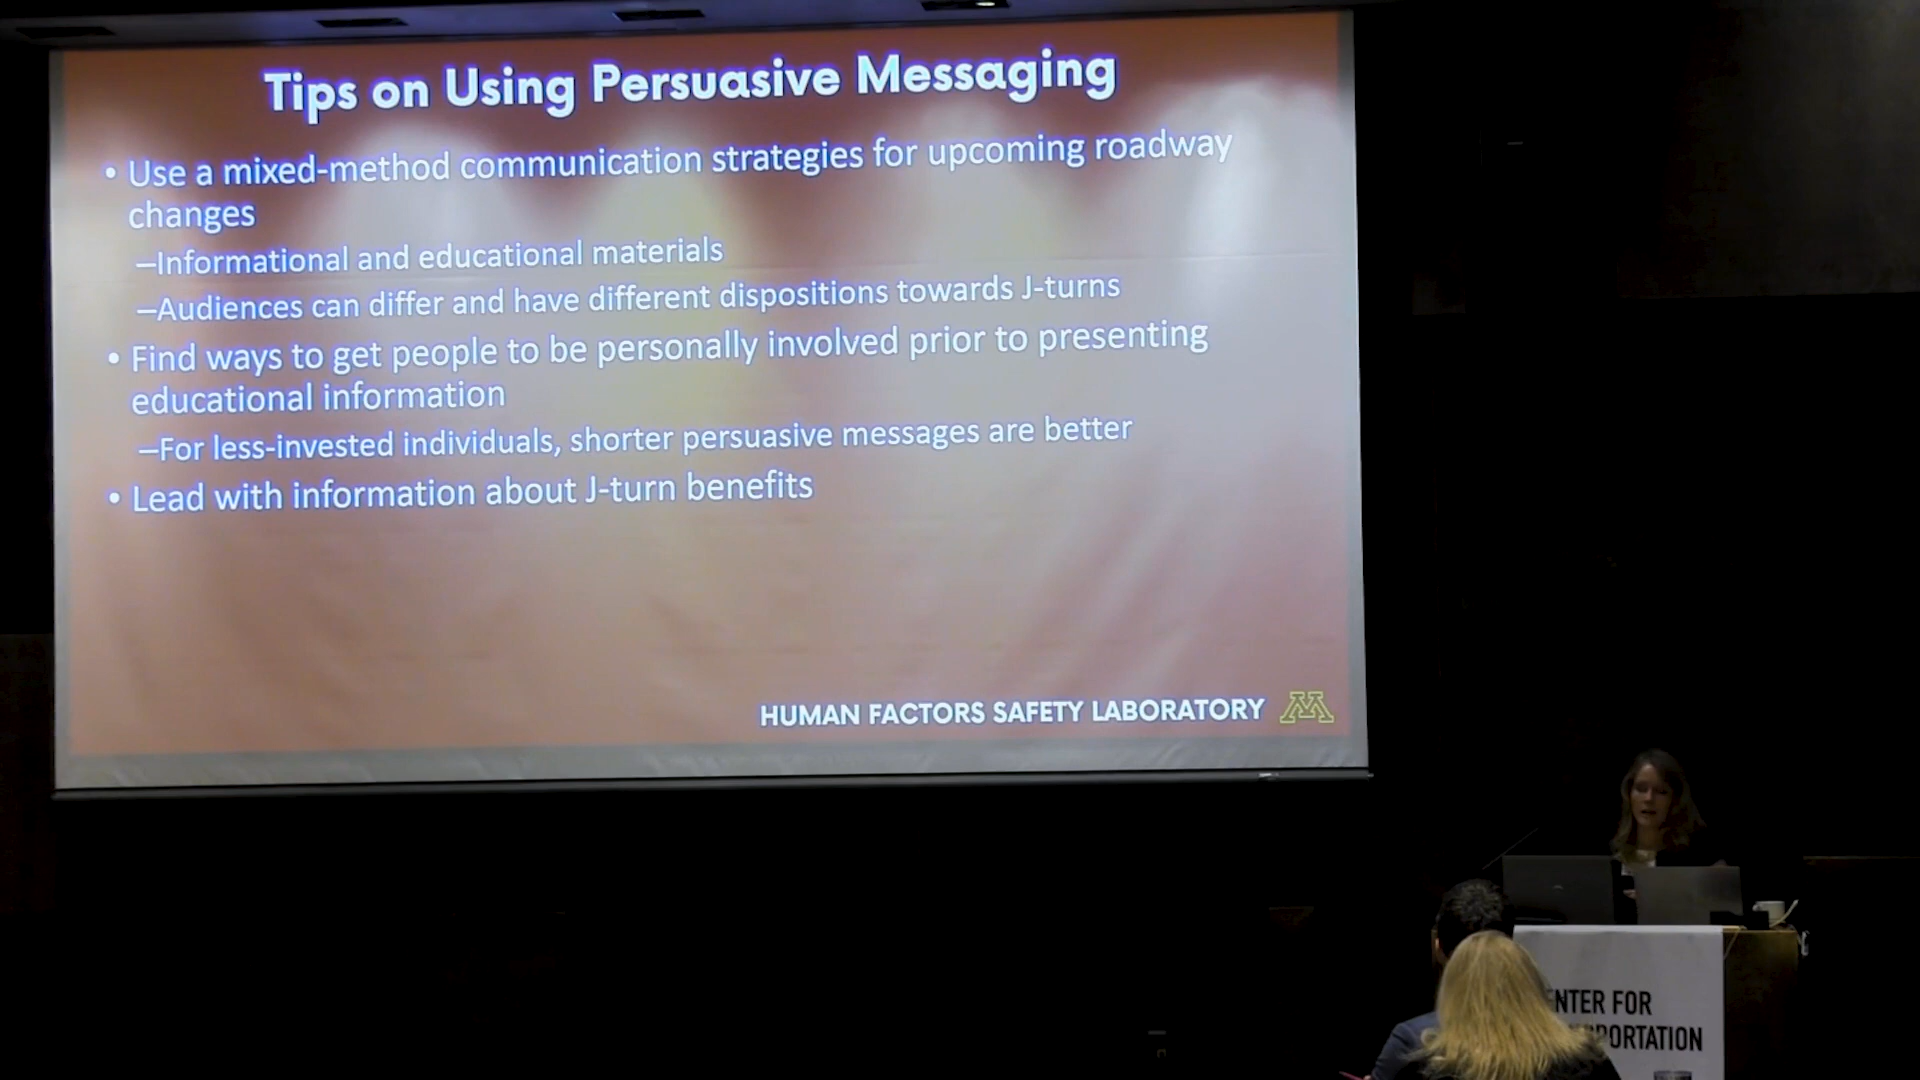 Tips on Using Persuasive Messaging
• Use a mixed-method communication strategies for upcoming roadway
changes
–Informational and educational materials
–Audiences can differ and have different dispositions towards J-turns
• Find ways to get people to be personally involved prior to presenting
educational information
–For less-invested individuals, shorter persuasive messages are better
• Lead with information about J-turn benefits
HUMAN FACTORS SAFETY LABORATORY M
ENTER FOR
PORTATION